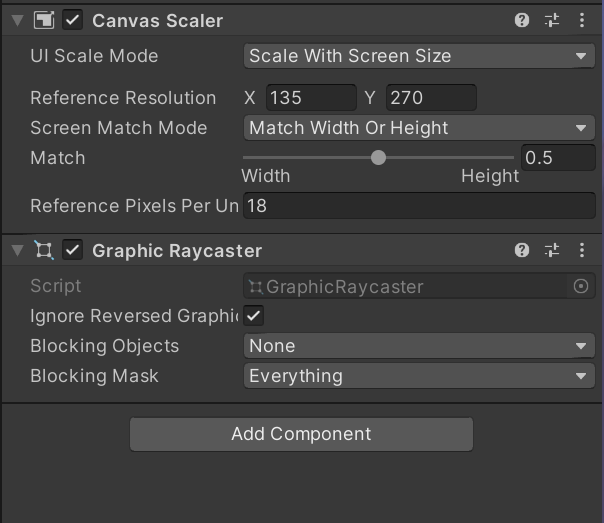 Canvas Scaler
UI Scale Mode Scale With Screen Size
Reference Resolution X 135 Y 270
Screen Match Mode Match Width Or Height
Match 0.5
Width Height
Reference Pixels Per Un 18
Graphic Raycaster
Script GraphicRaycaster
Ignore Reversed Graphic
Blocking Objects None
Blocking Mask Everything
Add Component